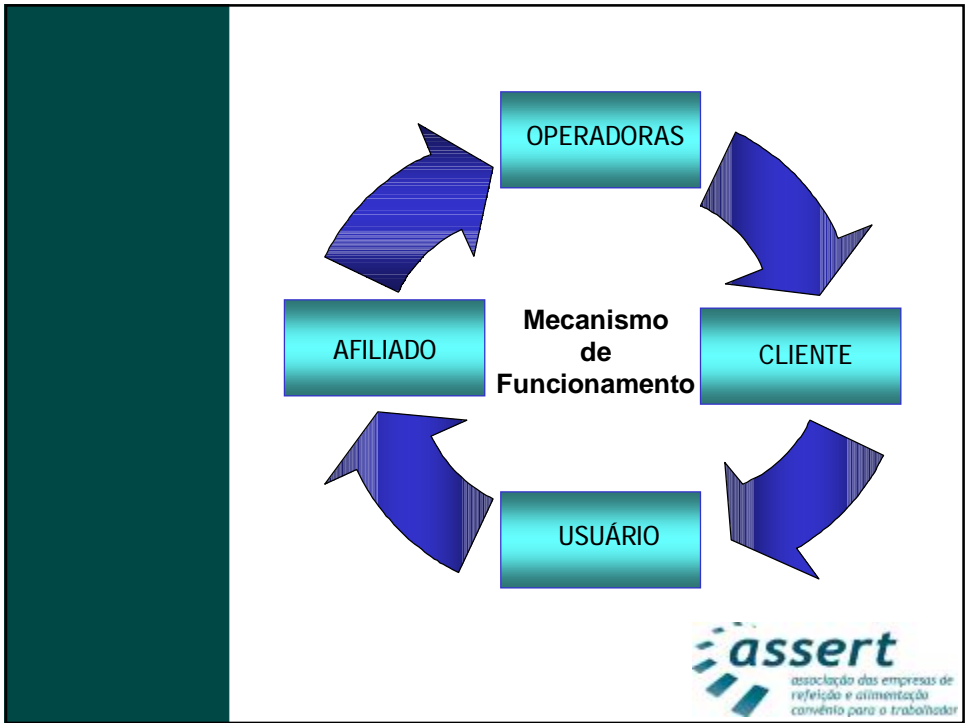 OPERADORAS
AFILIADO
Mecanismo
de
Funcionamento
CLIENTE
USUÁRIO
assert
associação das empresas de
refeição e alimentação
convênio para o trabalhador